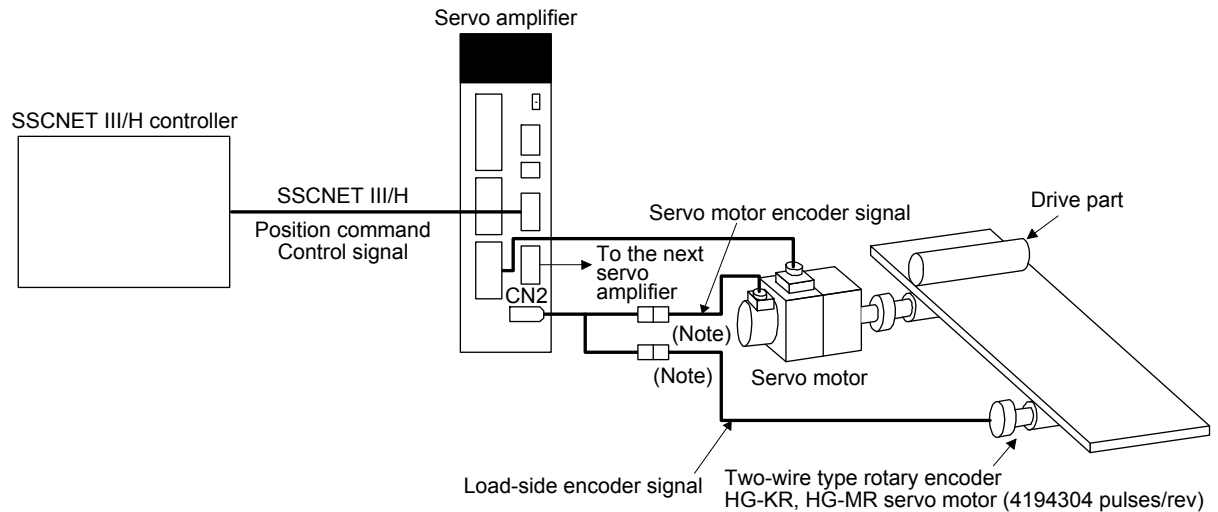 Servo amplifier
SSCNET III/H controller
SSCNET III/H
Position command
Control signal
Servo motor encoder signal
Drive part
To the next
servo
amplifier
CN2
(Note)
(Note)
Servo motor
Load-side encoder signal
Two-wire type rotary encoder
HG-KR, HG-MR servo motor (4194304 pulses/rev)